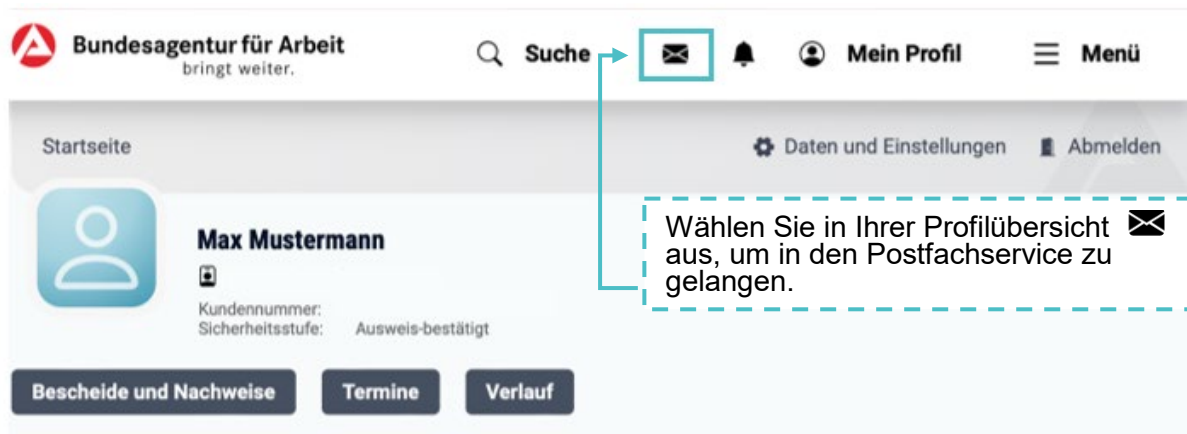 Bundesagentur für Arbeit
bringt weiter.
Suche
Mein Profil
Menü
Startseite
Daten und Einstellungen
Abmelden
Max Mustermann
Kundennummer:
Sicherheitsstufe: Ausweis-bestätigt
Wählen Sie in Ihrer Profilübersicht
aus, um in den Postfachservice zu
gelangen.
Bescheide und Nachweise
Termine
Verlauf